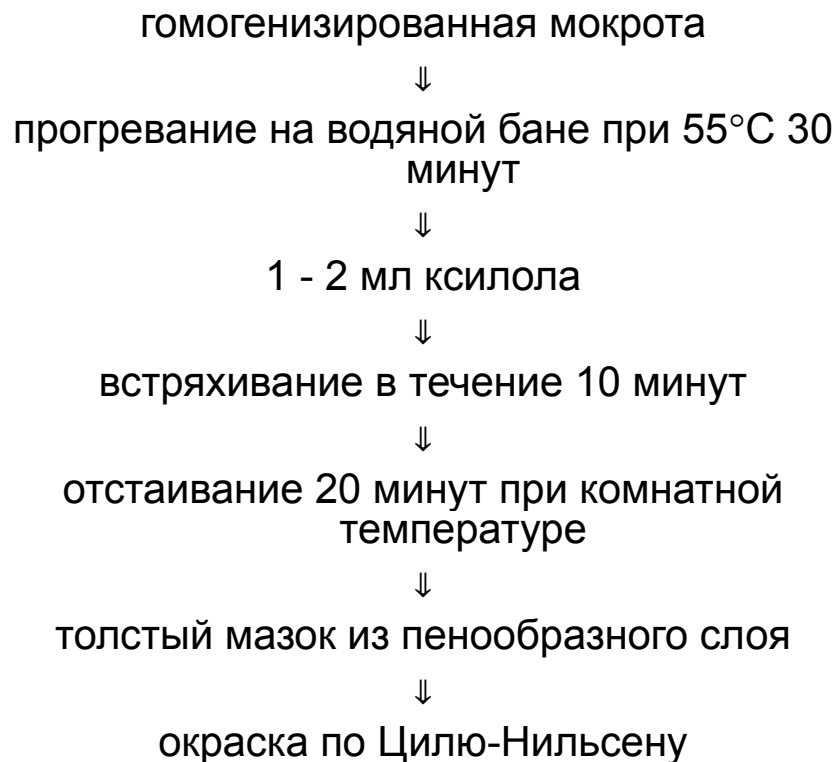 гомогенизированная мокрота
⇓
прогревание на водяной бане при 55°C 30
минут
⇓
1 - 2 мл ксилола
⇓
встряхивание в течение 10 минут
⇓
отстаивание 20 минут при комнатной
температуре
⇓
толстый мазок из пенообразного слоя
⇓
окраска по Цилю-Нильсену